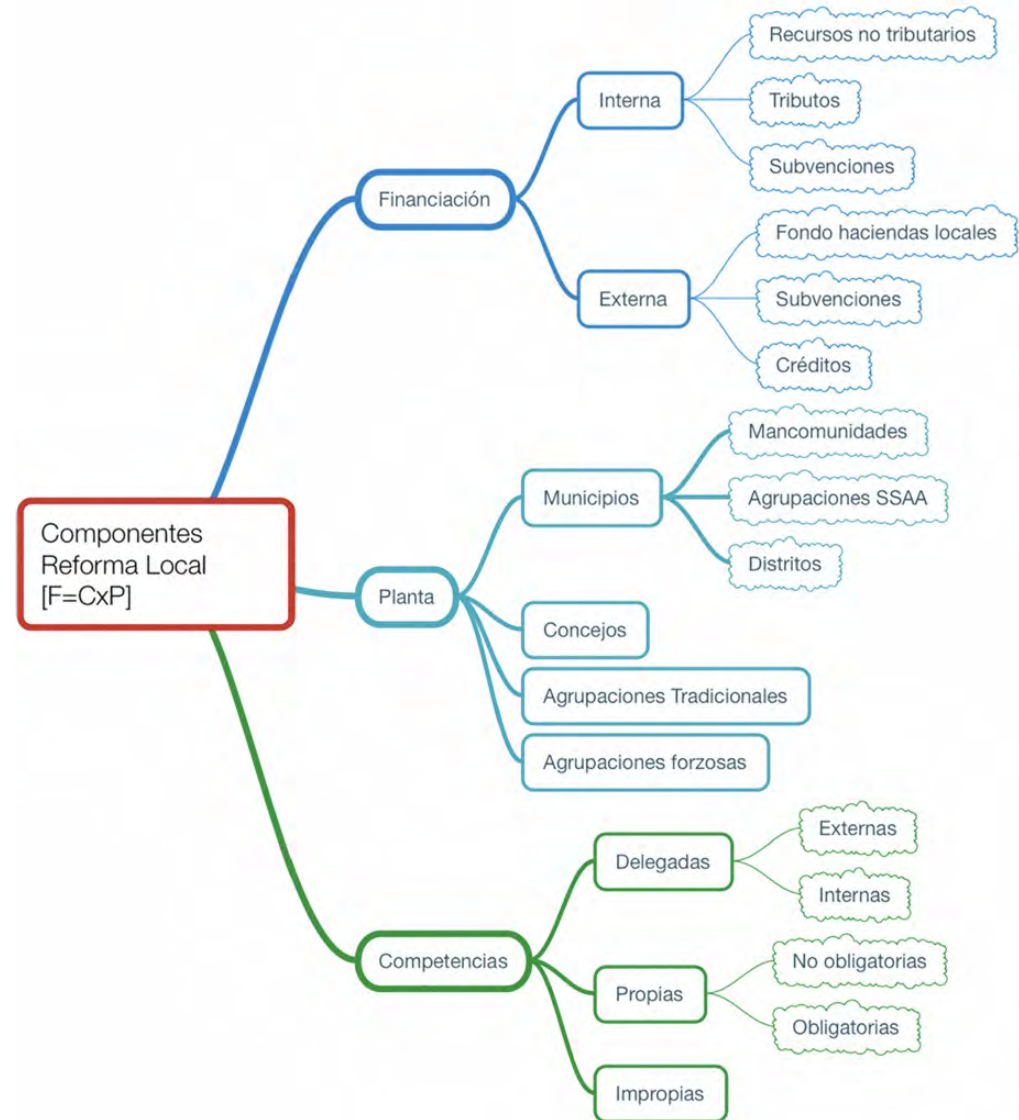 Componentes
Reforma Local
[F=CxP]
Financiación
Interna
Recursos no tributarios
Tributos
Subvenciones
Externa
Fondo haciendas locales
Subvenciones
Créditos
Planta
Municipios
Mancomunidades
Agrupaciones SSAA
Distritos
Concejos
Agrupaciones Tradicionales
Agrupaciones forzosas
Competencias
Delegadas
Externas
Internas
Propias
No obligatorias
Obligatorias
Impropias